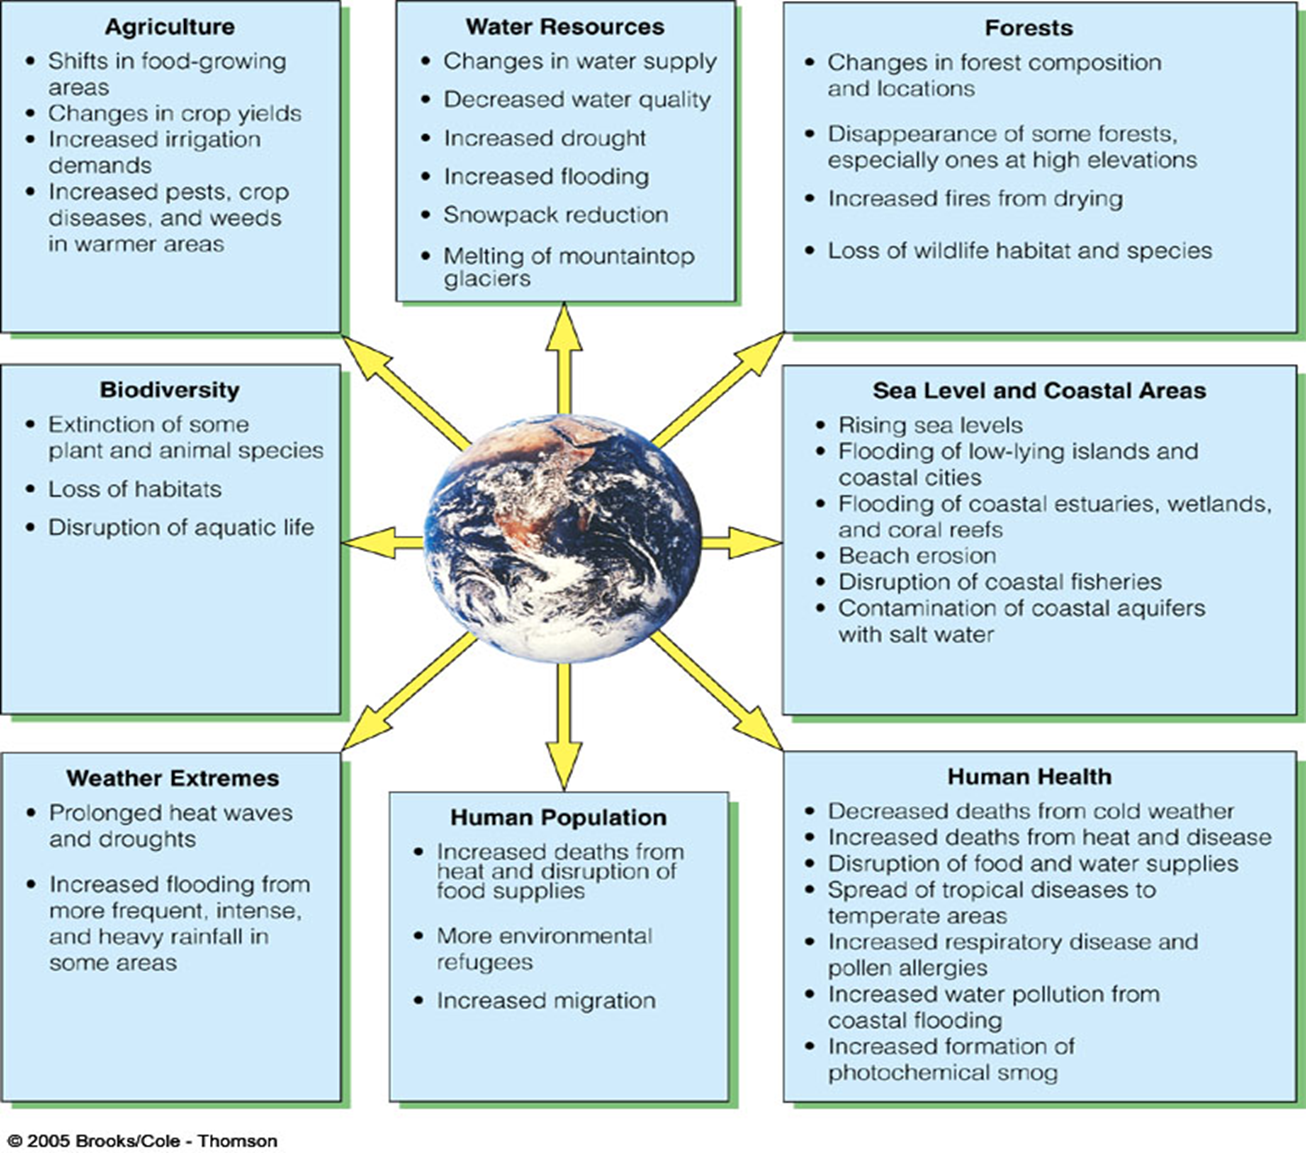 Agriculture
• Shifts in food-growing
areas
• Changes in crop yields
• Increased irrigation
demands
• Increased pests, crop
diseases, and weeds
in warmer areas
Water Resources
• Changes in water supply
• Decreased water quality
• Increased drought
• Increased flooding
• Snowpack reduction
• Melting of mountaintop
glaciers
Forests
• Changes in forest composition
and locations
• Disappearance of some forests,
especially ones at high elevations
• Increased fires from drying
• Loss of wildlife habitat and species
Biodiversity
• Extinction of some
plant and animal species
• Loss of habitats
• Disruption of aquatic life
Sea Level and Coastal Areas
• Rising sea levels
• Flooding of low-lying islands and
coastal cities
• Flooding of coastal estuaries, wetlands,
and coral reefs
• Beach erosion
• Disruption of coastal fisheries
• Contamination of coastal aquifers
with salt water
Weather Extremes
• Prolonged heat waves
and droughts
• Increased flooding from
more frequent, intense,
and heavy rainfall in
some areas
Human Population
• Increased deaths from
heat and disruption of
food supplies
• More environmental
refugees
• Increased migration
Human Health
• Decreased deaths from cold weather
• Increased deaths from heat and disease
• Disruption of food and water supplies
• Spread of tropical diseases to
temperate areas
• Increased respiratory disease and
pollen allergies
• Increased water pollution from
coastal flooding
• Increased formation of
photochemical smog
© 2005 Brooks/Cole - Thomson